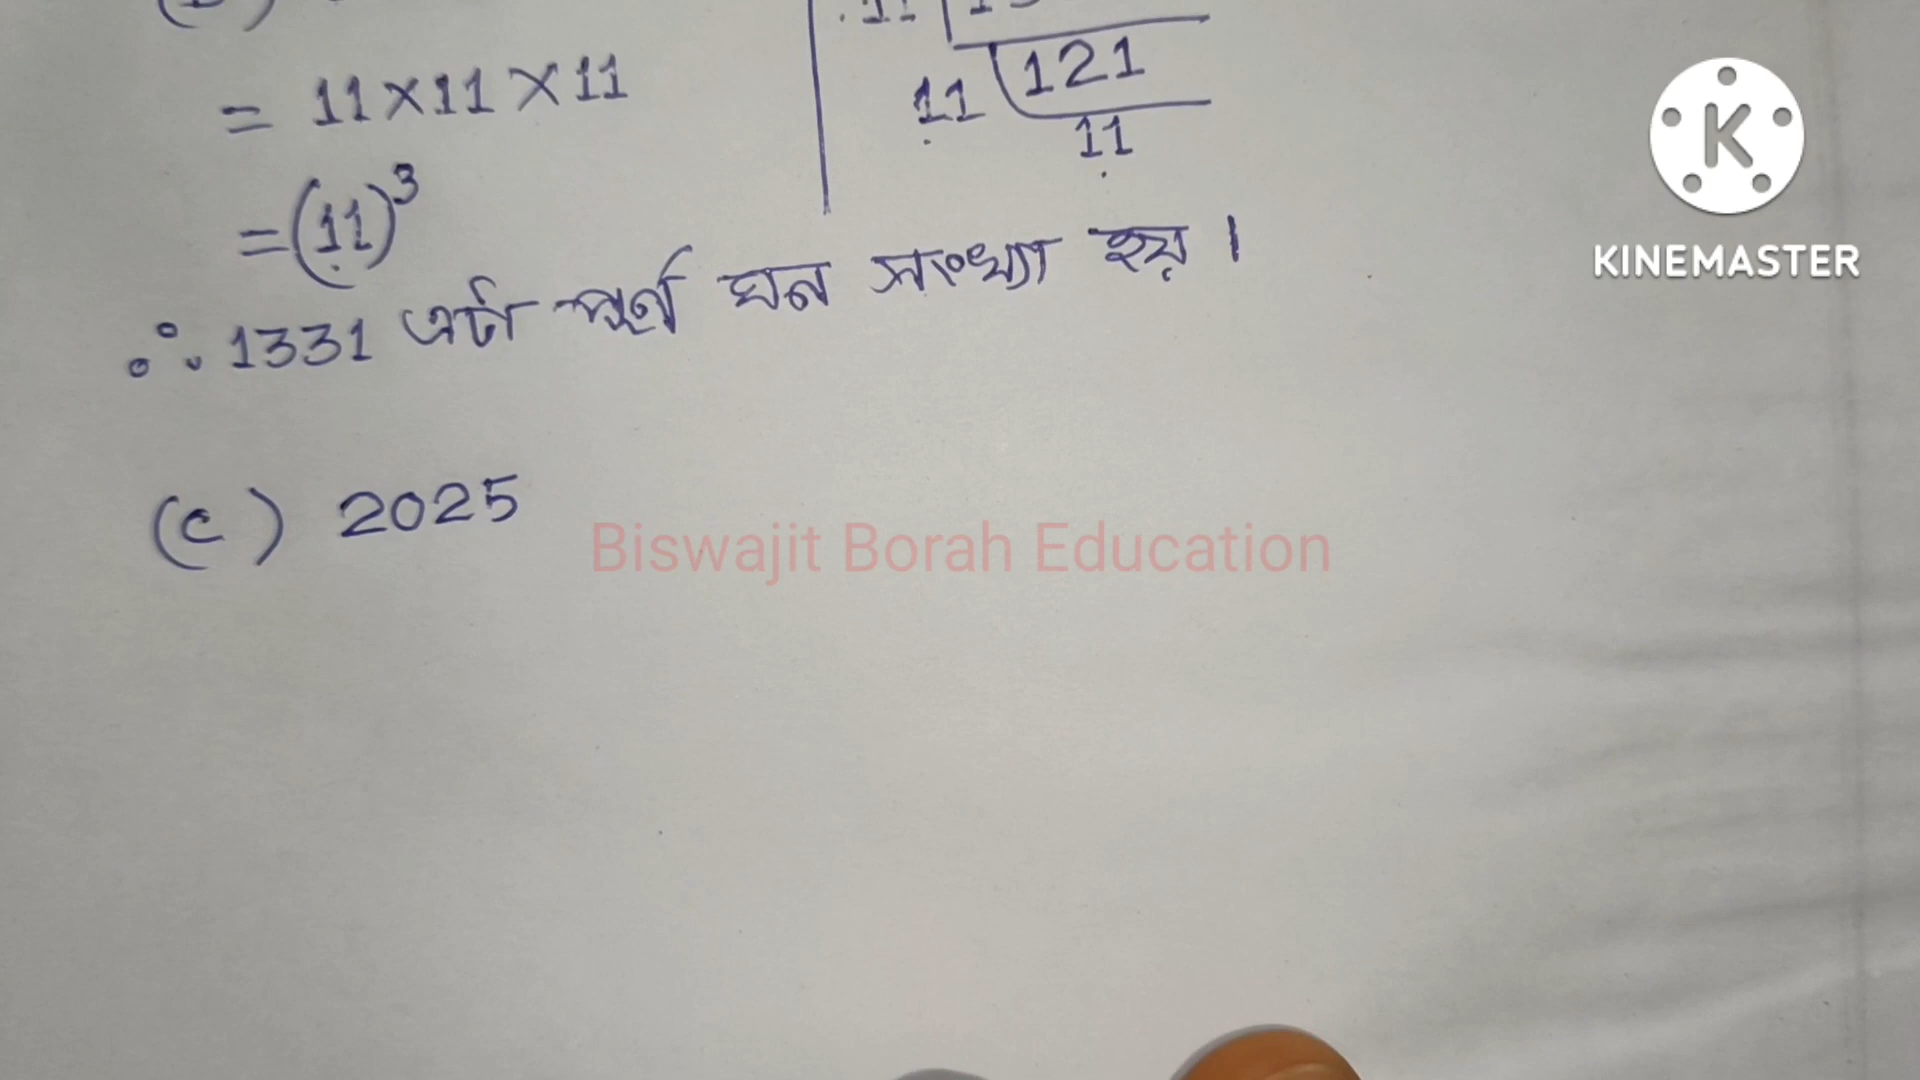 = 11×11×11
11 121
11
=(11)³
∴ 1331 এটা পূৰ্ণ ঘন সংখ্যা হয় ।
(c) 2025
Biswajit Borah Education
K
KINEMASTER